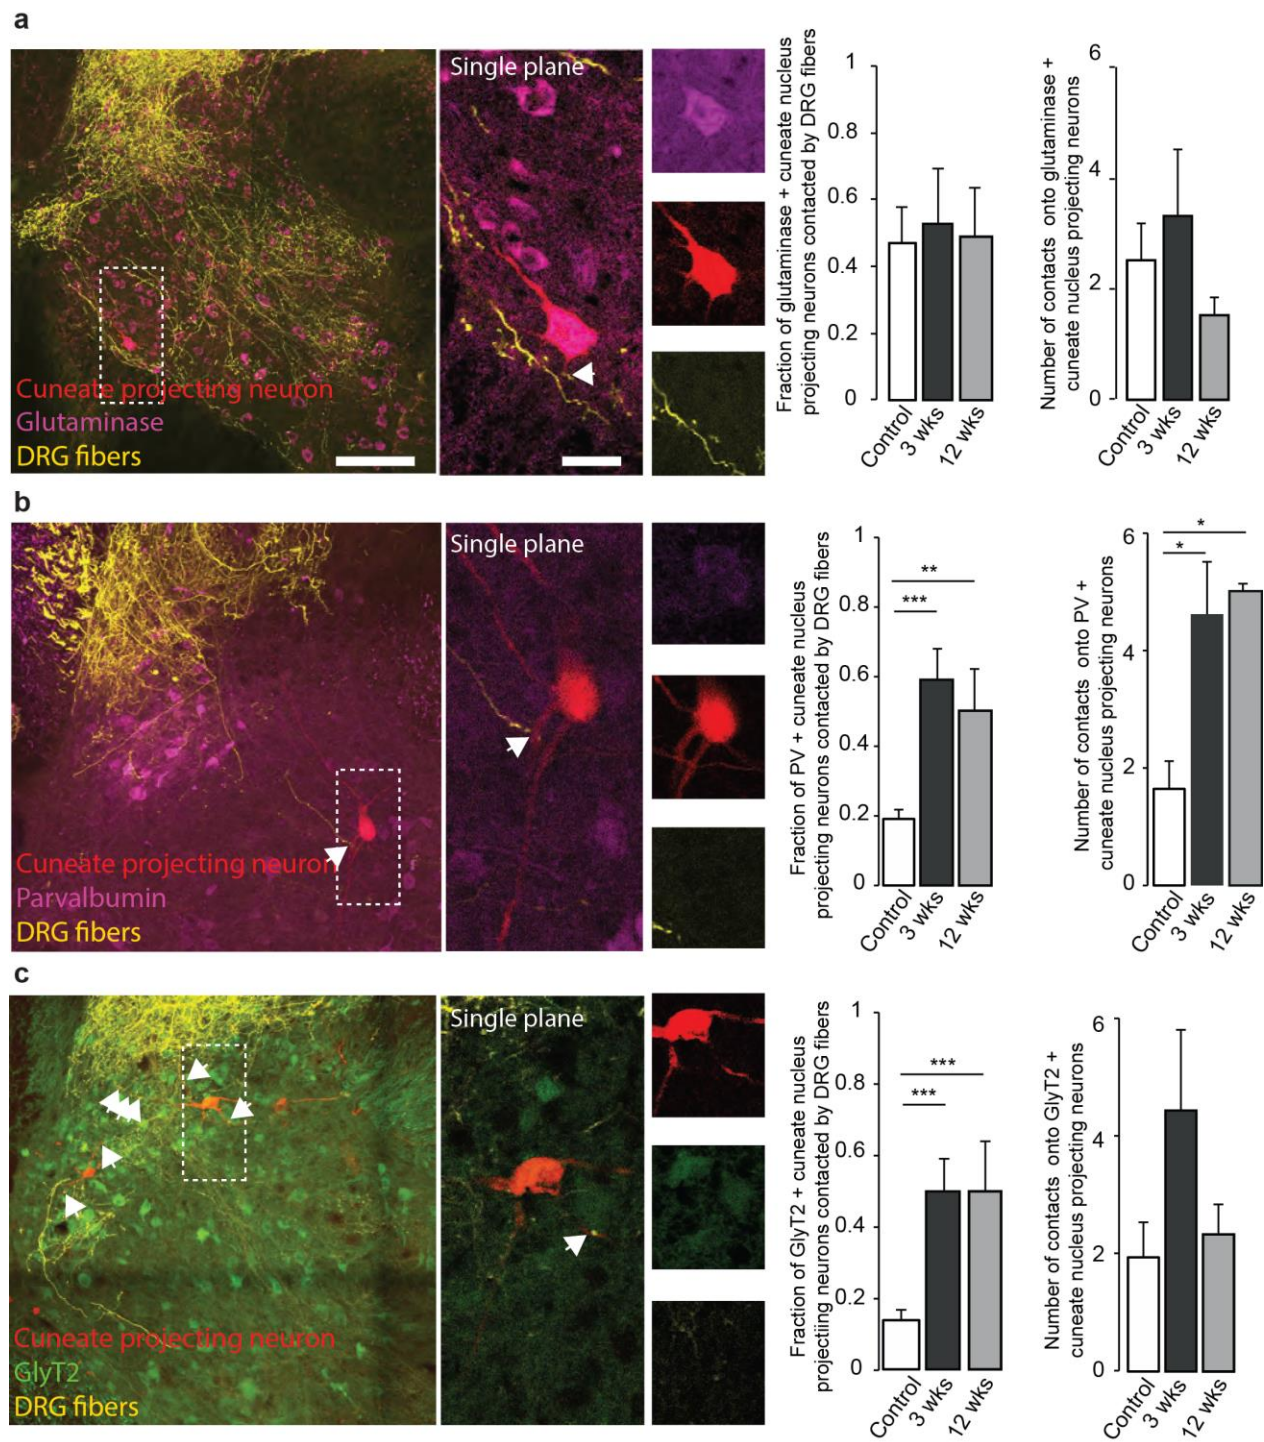 a
Single plane
Cuneate projecting neuron
Glutaminase
DRG fibers
Fraction of glutaminase + cuneate nucleus
projecting neurons contacted by DRG fibers
1
0.8
0.6
0.4
0.2
0
Control
3 wks
12 wks
Number of contacts onto glutaminase +
cuneate nucleus projecting neurons
6
4
2
0
Control
3 wks
12 wks
b
Single plane
Cuneate projecting neuron
Parvalbumin
DRG fibers
Fraction of PV + cuneate nucleus
projecting neurons contacted by DRG fibers
1
0.8
0.6
0.4
0.2
0
**
***
Control
3 wks
12 wks
Number of contacts onto PV +
cuneate nucleus projecting neurons
6
4
2
0
*
*
Control
3 wks
12 wks
c
Single plane
Cuneate projecting neuron
GlyT2
DRG fibers
Fraction of GlyT2 + cuneate nucleus
projectiing neurons contacted by DRG fibers
1
0.8
0.6
0.4
0.2
0
***
***
Control
3 wks
12 wks
Number of contacts onto GlyT2 +
cuneate nucleus projecting neurons
6
4
2
0
Control
3 wks
12 wks